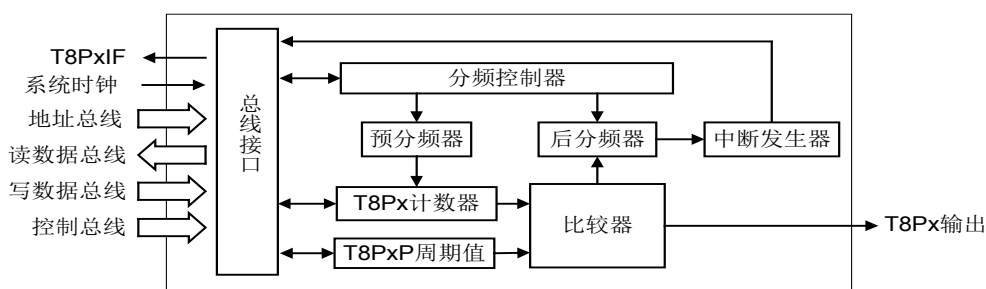 T8PxIF
系统时钟
地址总线
读数据总线
写数据总线
控制总线
总线接口
分频控制器
预分频器
后分频器
中断发生器
T8Px计数器
T8PxP周期值
比较器
T8Px输出